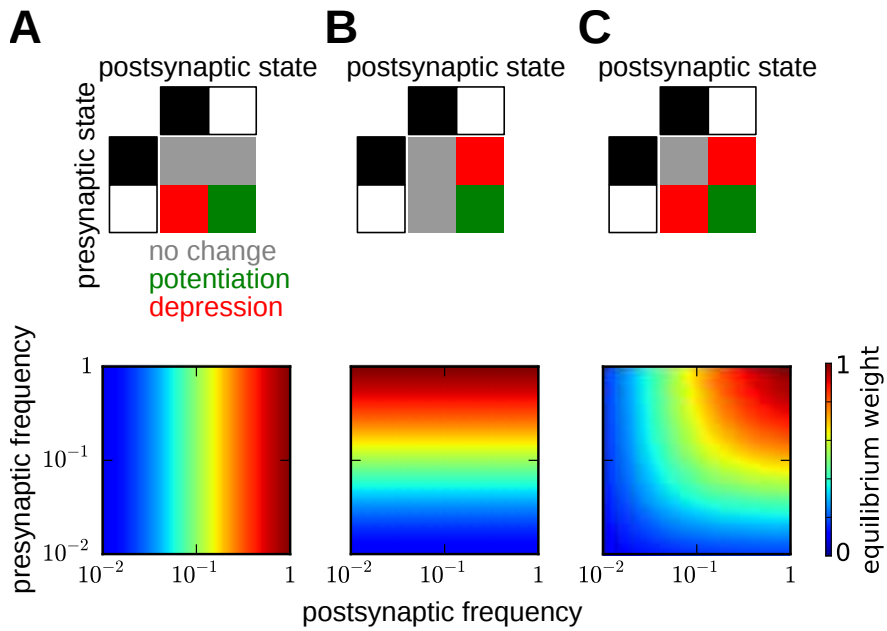 A
B
C
postsynaptic state
postsynaptic state
postsynaptic state
presynaptic state
no change
potentiation
depression
presynaptic frequency
1
10⁻¹
10⁻²
10⁻²
10⁻¹
1
10⁻²
10⁻¹
1
10⁻²
10⁻¹
1
postsynaptic frequency
1
0
equilibrium weight